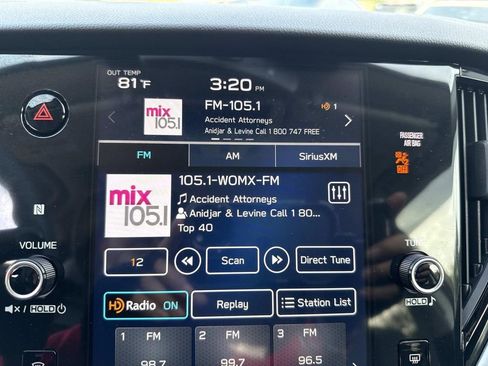 OUT TEMP
81°F
3:20 PM
mix
105.1
FM-105.1
HD 1
Accident Attorneys
Anidjar & Levine Call 1 800 747 FREE
FM
AM
SiriusXM
PASSENGER
AIR BAG
mix
105.1
105.1-WOMX-FM
Accident Attorneys
Anidjar & Levine Call 1 80...
Top 40
N
VOLUME
TUNE
12
Scan
Direct Tune
HOLD
HOLD
HD Radio ON
Replay
Station List
1 FM
2 FM
3 FM
98.7
99.7
96.5